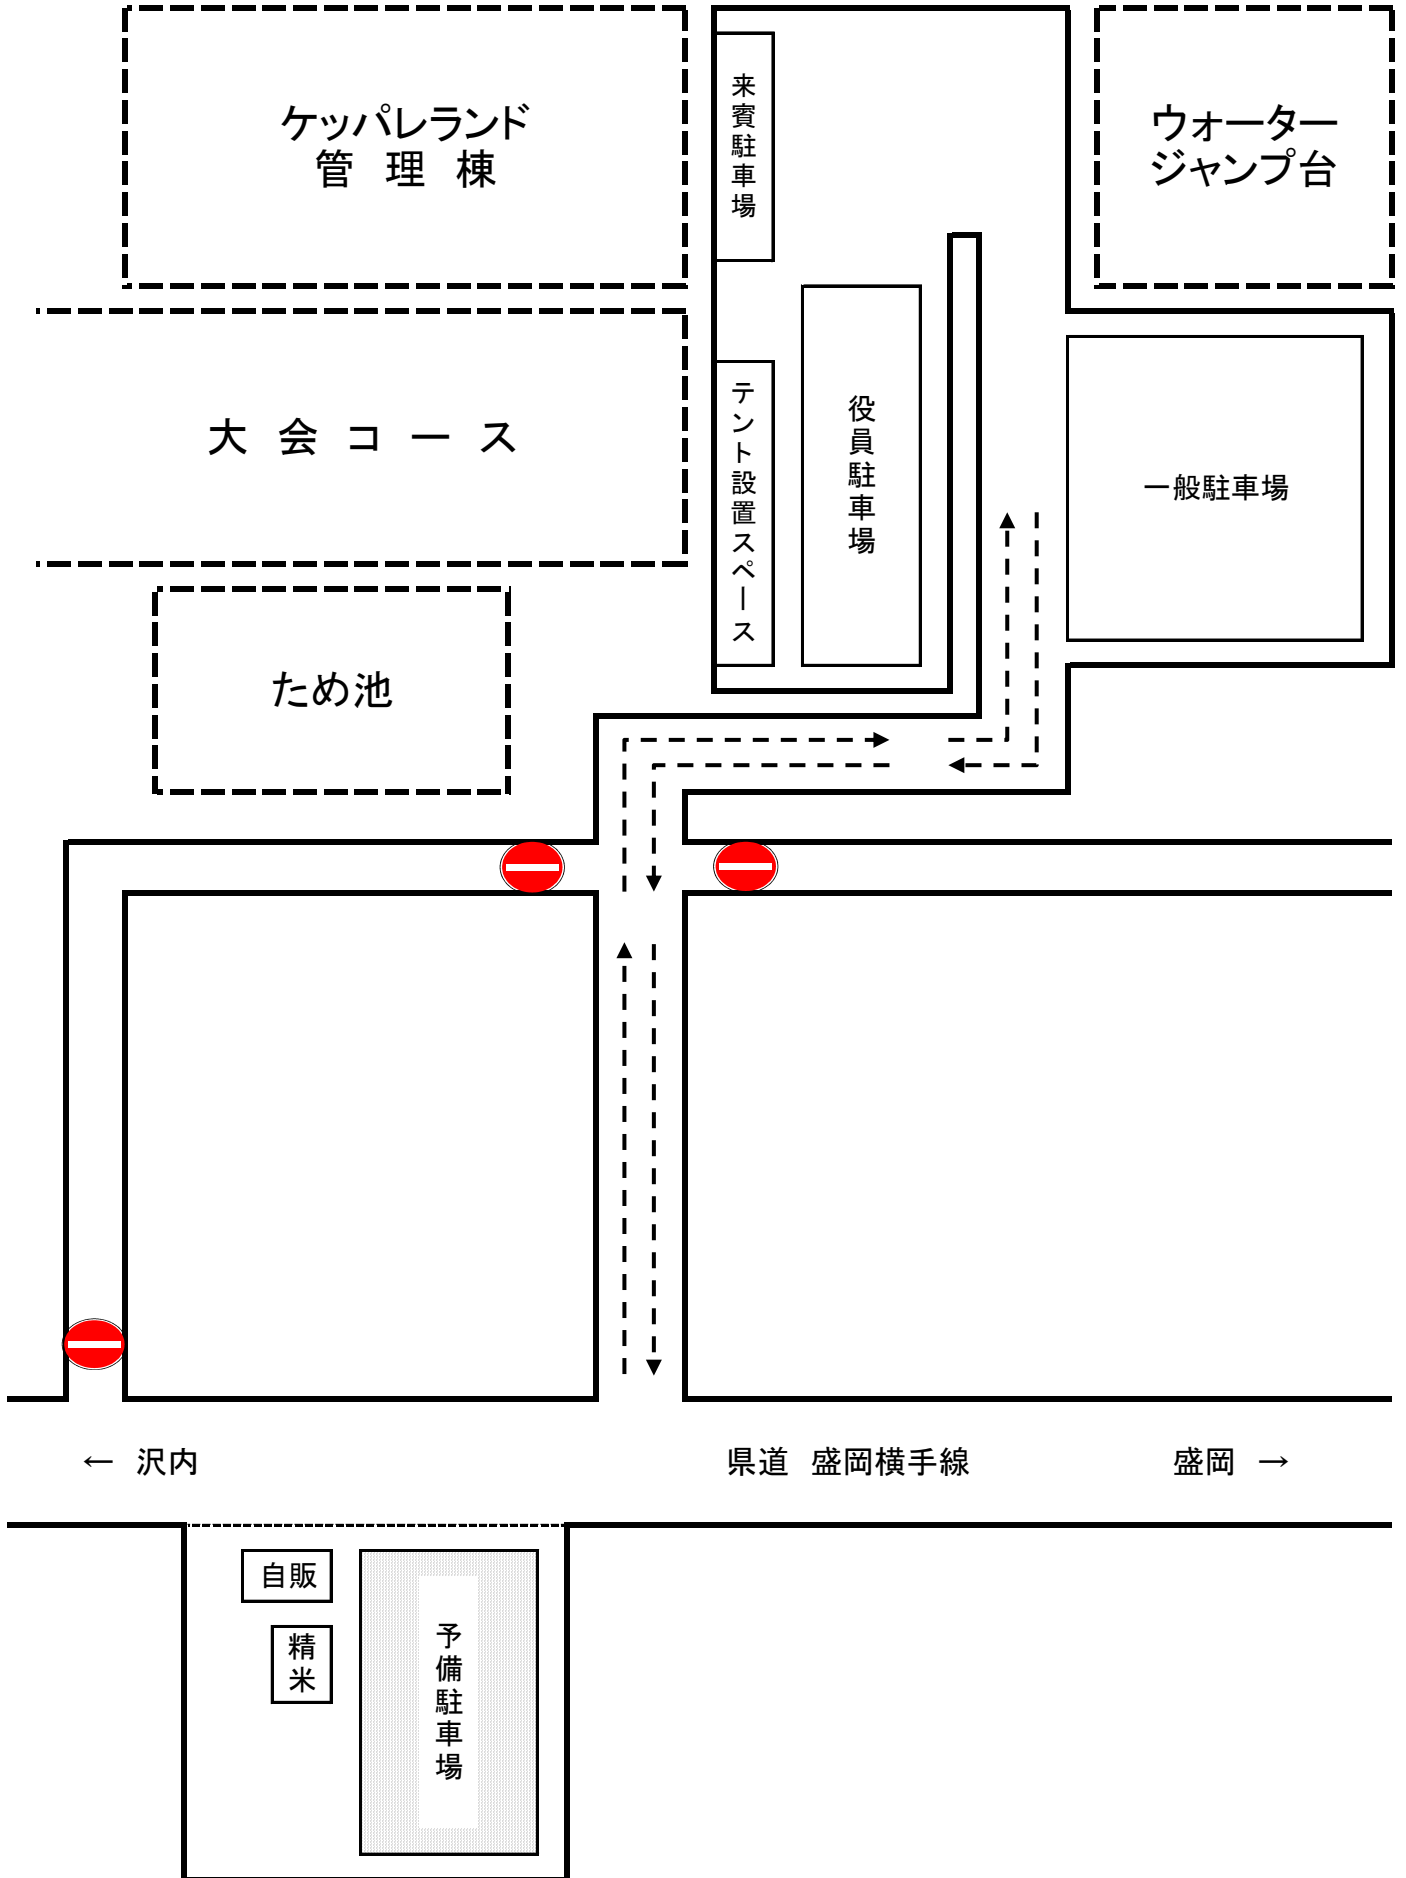 ケッパレランド
管理棟
来賓駐車場
ウォーター
ジャンプ台
大会コース
テント設置スペース
役員駐車場
一般駐車場
ため池
← 沢内
県道 盛岡横手線
盛岡 →
自販
精米
予備駐車場